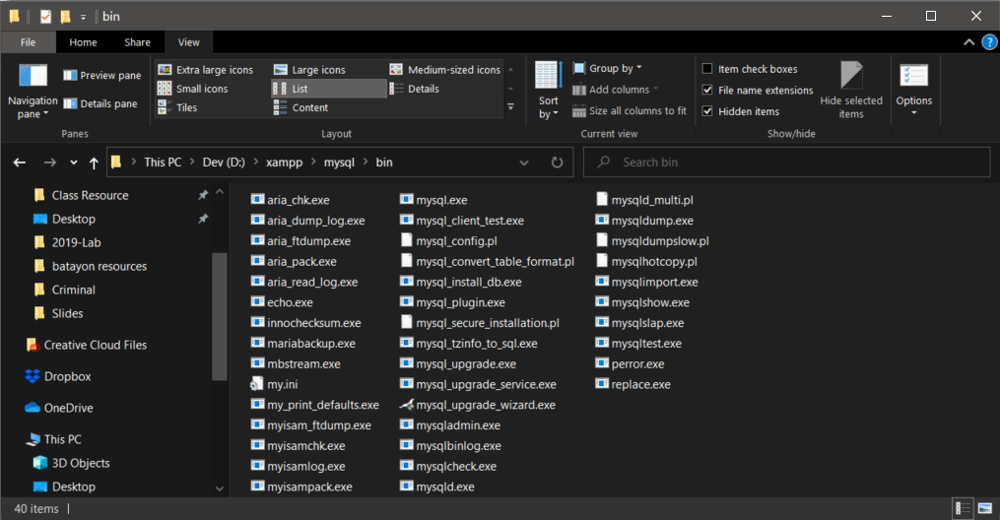 bin
File Home Share View
Navigation pane
Preview pane
Details pane
Panes
Extra large icons Large icons Medium-sized icons
Small icons List Details
Tiles Content
Layout
Sort by
Group by
Add columns
Size all columns to fit
Current view
Item check boxes
File name extensions
Hidden items
Hide selected items
Show/hide
Options
This PC > Dev (D:) > xampp > mysql > bin
Search bin
Class Resource
Desktop
2019-Lab
batayon resources
Criminal
Slides
Creative Cloud Files
Dropbox
OneDrive
This PC
3D Objects
Desktop
aria_chk.exe
aria_dump_log.exe
aria_ftdump.exe
aria_pack.exe
aria_read_log.exe
echo.exe
innochecksum.exe
mariabackup.exe
mbstream.exe
my.ini
my_print_defaults.exe
myisam_ftdump.exe
myisamchk.exe
myisamlog.exe
myisampack.exe
mysql.exe
mysql_client_test.exe
mysql_config.pl
mysql_convert_table_format.pl
mysql_install_db.exe
mysql_plugin.exe
mysql_secure_installation.pl
mysql_tzinfo_to_sql.exe
mysql_upgrade.exe
mysql_upgrade_service.exe
mysql_upgrade_wizard.exe
mysqladmin.exe
mysqlbinlog.exe
mysqlcheck.exe
mysqld.exe
mysqld_multi.pl
mysqldump.exe
mysqldumpslow.pl
mysqlhotcopy.pl
mysqlimport.exe
mysqlshow.exe
mysqlslap.exe
mysqltest.exe
perror.exe
replace.exe
40 items